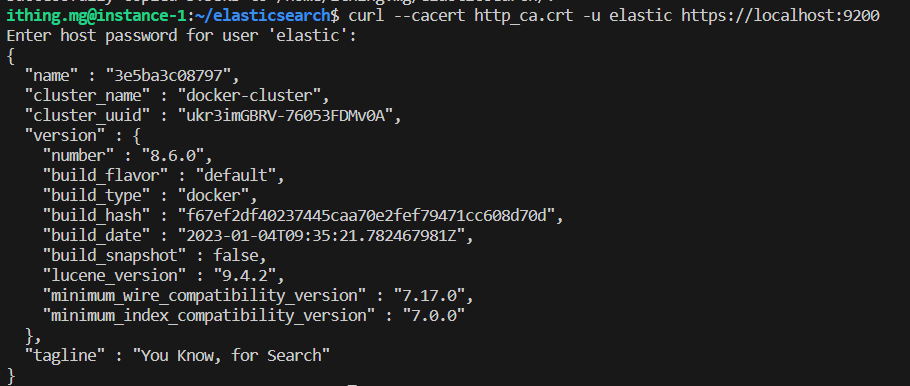 ithing.mg@instance-1:~/elasticsearch$ curl --cacert http_ca.crt -u elastic https://localhost:9200
Enter host password for user 'elastic':
{
  "name" : "3e5ba3c08797",
  "cluster_name" : "docker-cluster",
  "cluster_uuid" : "ukr3imGBRV-76053FDMv0A",
  "version" : {
    "number" : "8.6.0",
    "build_flavor" : "default",
    "build_type" : "docker",
    "build_hash" : "f67ef2df40237445caa70e2fef79471cc608d70d",
    "build_date" : "2023-01-04T09:35:21.782467981Z",
    "build_snapshot" : false,
    "lucene_version" : "9.4.2",
    "minimum_wire_compatibility_version" : "7.17.0",
    "minimum_index_compatibility_version" : "7.0.0"
  },
  "tagline" : "You Know, for Search"
}